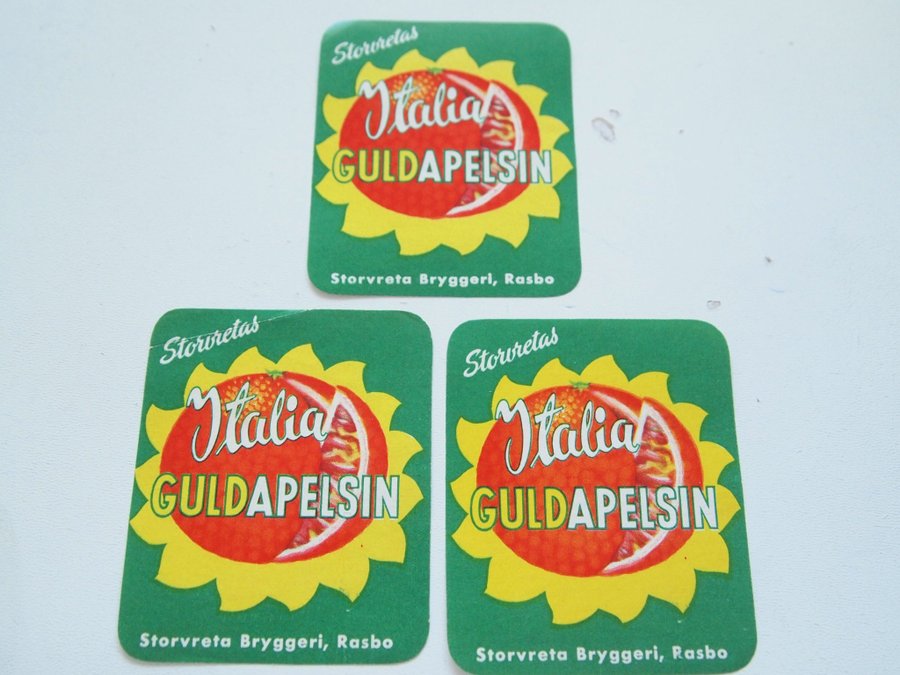 Storvretas
Italia
GULDAPELSIN
Storvreta Bryggeri, Rasbo
Storvretas
Italia
GULDAPELSIN
Storvreta Bryggeri, Rasbo
Storvretas
Italia
GULDAPELSIN
Storvreta Bryggeri, Rasbo